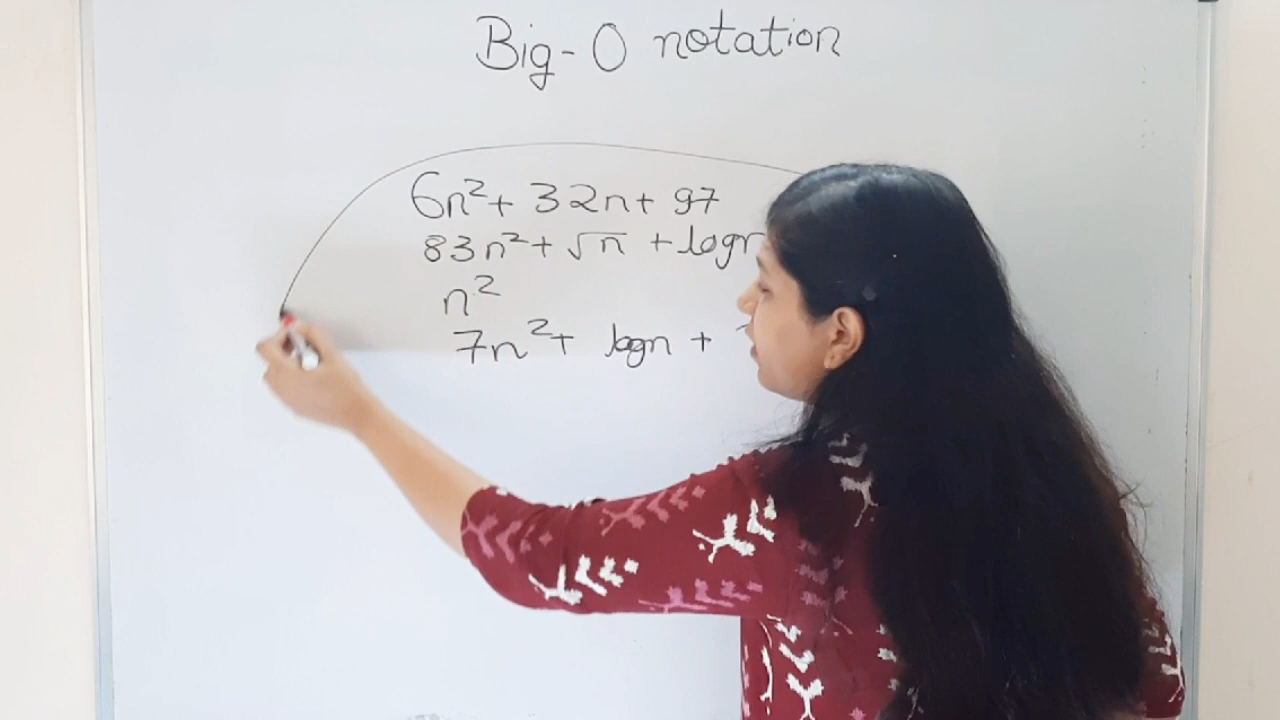 Big-O notation
6n²+ 32n+ 97
83n² + √n + logn
n²
7n²+ logn +